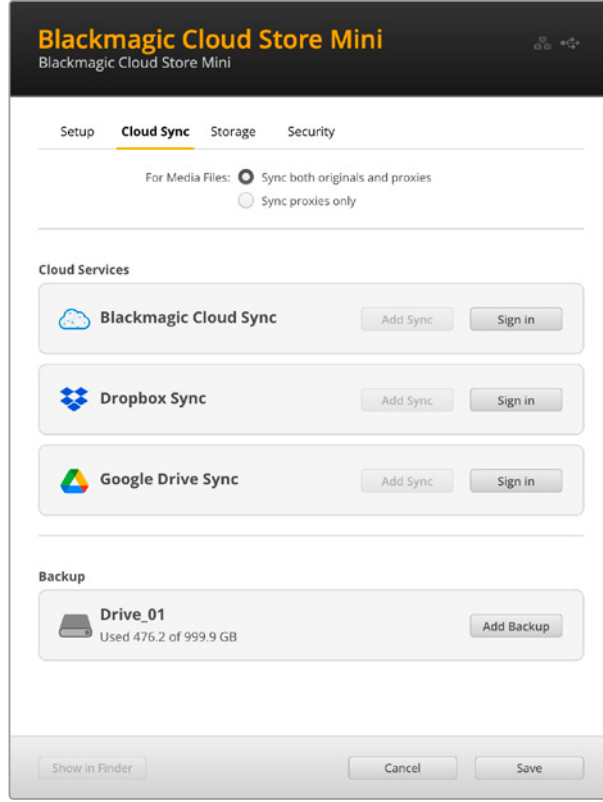 Blackmagic Cloud Store Mini
Blackmagic Cloud Store Mini
Setup Cloud Sync Storage Security
For Media Files: Sync both originals and proxies
Sync proxies only
Cloud Services
Blackmagic Cloud Sync Add Sync Sign in
Dropbox Sync Add Sync Sign in
Google Drive Sync Add Sync Sign in
Backup
Drive_01
Used 476.2 of 999.9 GB
Add Backup
Show in Finder Cancel Save